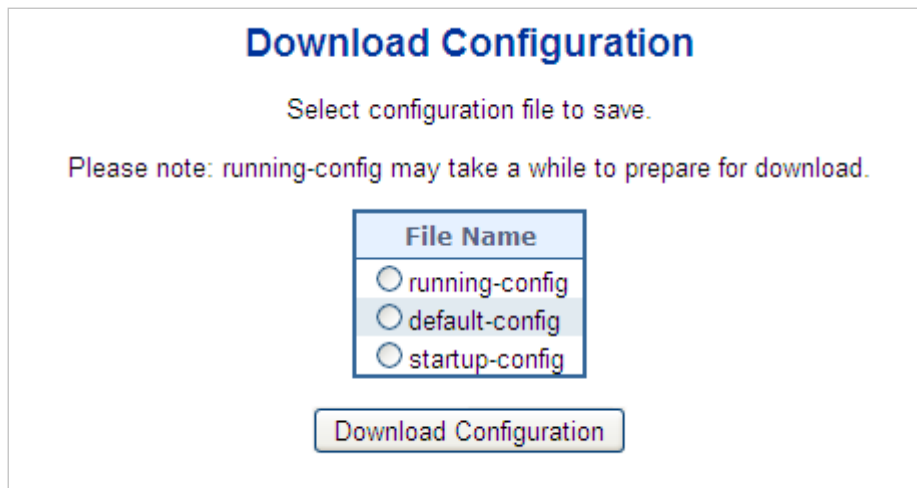 Download Configuration
Select configuration file to save.
Please note: running-config may take a while to prepare for download.
File Name
running-config
default-config
startup-config
Download Configuration